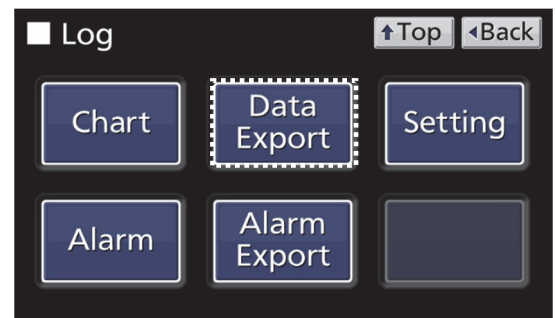 Log
↑Top
◂Back
Chart
Data
Export
Setting
Alarm
Alarm
Export